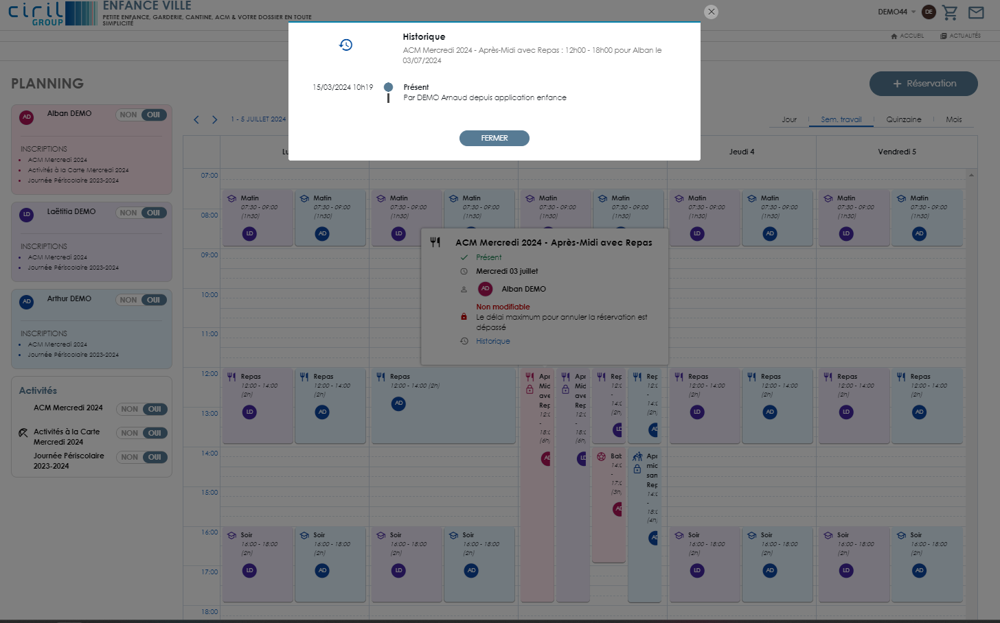 ciril
GROUP
ENFANCE VILLE
PETITE ENFANCE, GARDERIE, CANTINE, ACM & VOTRE DOSSIER EN TOUTE
SIMPLICITÉ
DEMO44
DE
ACCUEIL
ACTUALITÉS
Historique
ACM Mercredi 2024 - Après-Midi avec Repas : 12h00 - 18h00 pour Alban le
03/07/2024
15/03/2024 10h19
Présent
Par DEMO Arnaud depuis application enfance
FERMER
PLANNING
+ Réservation
AD
Alban DEMO
NON OUI
INSCRIPTIONS
• ACM Mercredi 2024
• Activités à la Carte Mercredi 2024
• Journée Périscolaire 2023-2024
LD
Laëtitia DEMO
NON OUI
INSCRIPTIONS
• ACM Mercredi 2024
• Journée Périscolaire 2023-2024
AD
Arthur DEMO
NON OUI
INSCRIPTIONS
• ACM Mercredi 2024
• Journée Périscolaire 2023-2024
Activités
ACM Mercredi 2024
NON OUI
Activités à la Carte
Mercredi 2024
NON OUI
Journée Périscolaire
2023-2024
NON OUI
1 - 5 JUILLET 2024
Jour
Sem. travail
Quinzaine
Mois
Lu
Jeudi 4
Vendredi 5
07:00
08:00
09:00
10:00
11:00
12:00
13:00
14:00
15:00
16:00
17:00
18:00
Matin Matin Matin Matin Matin Matin Matin Matin Matin Matin
07:30 - 09:00 07:30 - 09:00 07:30 - 09:00 07:30 - 09:00 07:30 - 09:00 07:30 - 09:00 07:30 - 09:00 07:30 - 09:00 07:30 - 09:00 07:30 - 09:00
(1h30) (1h30) (1h30) (1h30) (1h30) (1h30) (1h30) (1h30) (1h30) (1h30)
LD AD LD LD AD LD AD
ACM Mercredi 2024 - Après-Midi avec Repas
Présent
Mercredi 03 juillet
AD
Alban DEMO
Non modifiable
Le délai maximum pour annuler la réservation est
dépassé
Historique
Repas
12:00 - 14:00
(2h)
LD
Repas
12:00 - 14:00
(2h)
AD
Repas
12:00 - 14:00 (2h)
AD
Apr
Mid
ave
Rep
12:0
-
18:0
(6h)
AD
Apr
Mid
ave
Rep
12:0
-
18:0
(6h)
LD
Rep
12:0
-
14:0
(2h)
LD
Rep
12:0
-
14:0
(2h)
AD
Bab
14:0
-
17:0
(3h)
AD
Apr
mid
san
Rep
14:0
-
18:0
(4h)
AD
Repas
12:00 - 14:00
(2h)
LD
Repas
12:00 - 14:00
(2h)
AD
Repas
12:00 - 14:00
(2h)
LD
Repas
12:00 - 14:00
(2h)
AD
Soir Soir Soir Soir Soir Soir Soir Soir
16:00 - 18:00 16:00 - 18:00 16:00 - 18:00 16:00 - 18:00 16:00 - 18:00 16:00 - 18:00 16:00 - 18:00 16:00 - 18:00
(2h) (2h) (2h) (2h) (2h) (2h) (2h) (2h)
LD AD LD AD LD AD LD AD